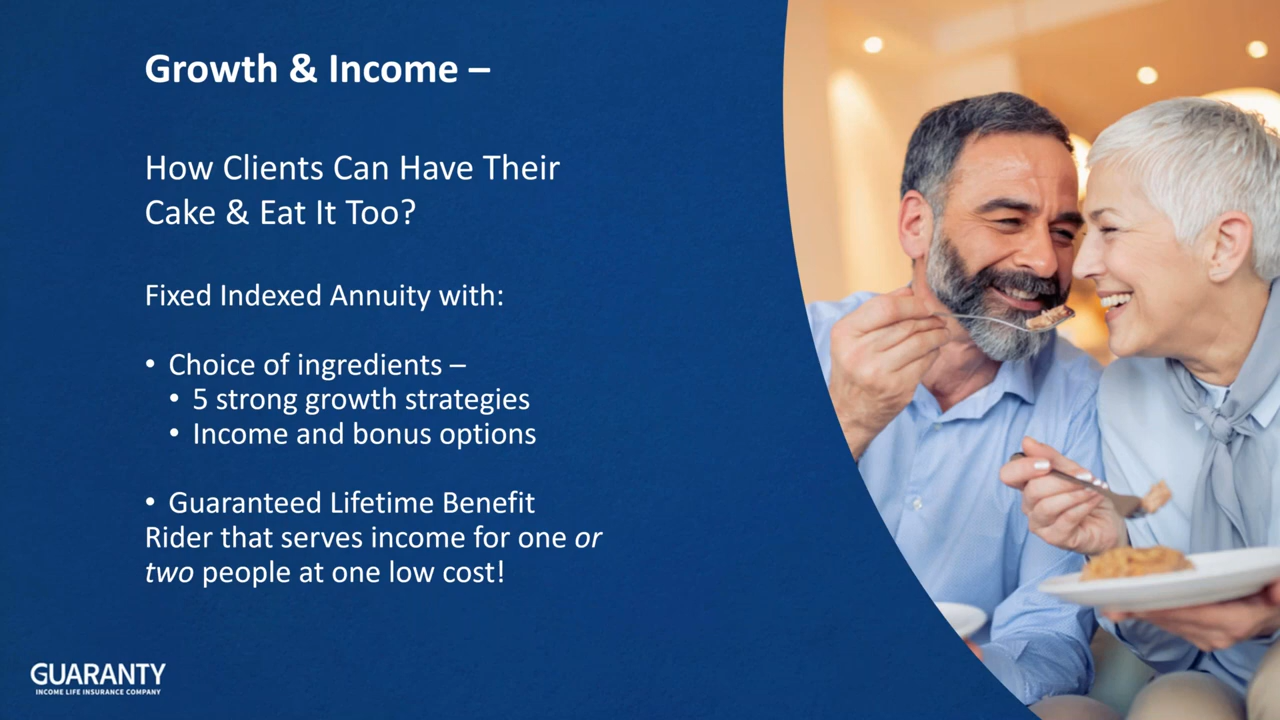 Growth & Income –
How Clients Can Have Their
Cake & Eat It Too?
Fixed Indexed Annuity with:
• Choice of ingredients –
• 5 strong growth strategies
• Income and bonus options
• Guaranteed Lifetime Benefit
Rider that serves income for one or
two people at one low cost!
GUARANTY
INCOME LIFE INSURANCE COMPANY